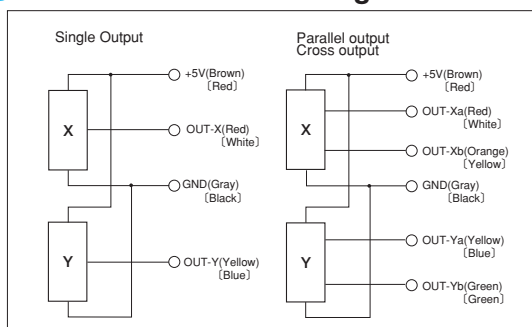 Single Output
+5V(Brown)
〔Red〕
X
OUT-X(Red)
〔White〕
GND(Gray)
〔Black〕
Y
OUT-Y(Yellow)
〔Blue〕
Parallel output
Cross output
+5V(Brown)
〔Red〕
X
OUT-Xa(Red)
〔White〕
OUT-Xb(Orange)
〔Yellow〕
GND(Gray)
〔Black〕
Y
OUT-Ya(Yellow)
〔Blue〕
OUT-Yb(Green)
〔Green〕